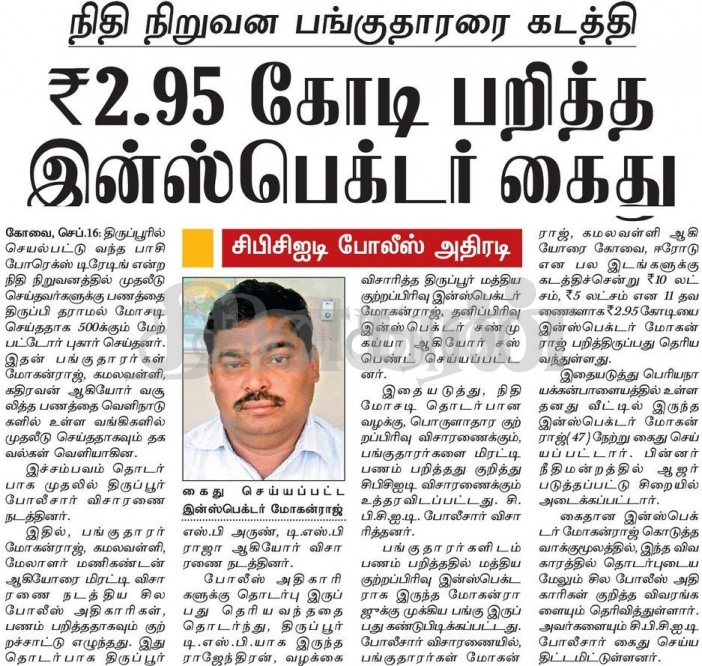 நிதி நிறுவன பங்குதாரரை கடத்தி
₹2.95 கோடி பறித்த
இன்ஸ்பெக்டர் கைது
கோவை, செப்.16: திருப்பூரில்
செயல்பட்டு வந்த பாசி
போரெக்ஸ் டிரேடிங் என்ற
நிதி நிறுவனத்தில் முதலீடு
செய்தவர்களுக்கு பணத்தை
திருப்பி தராமல் மோசடி
செய்ததாக 500க்கும் மேற்
பட்டோர் புகார் செய்தனர்.
இதன் பங்குதாரர்கள்
மோகன்ராஜ், கமலவள்ளி,
கதிரவன் ஆகியோர் வசூ
லித்த பணத்தை வெளிநாடு
களில் உள்ள வங்கிகளில்
முதலீடு செய்ததாகவும் தக
வல்கள் வெளியாகின.
இச்சம்பவம் தொடர்
பாக முதலில் திருப்பூர்
போலீசார் விசாரணை
நடத்தினர்.
இதில், பங்குதாரர்
மோகன்ராஜ், கமலவள்ளி,
மேலாளர் மணிகண்டன்
ஆகியோரை மிரட்டி விசா
ரணை நடத்திய சில
போலீஸ் அதிகாரிகள்,
பணம் பறித்ததாகவும் குற்
றச்சாட்டு எழுந்தது. இது
தொடர்பாக திருப்பூர்
சிபிசிஐடி போலீஸ் அதிரடி
கைது செய்யப்பட்ட
இன்ஸ்பெக்டர் மோகன்ராஜ்
எஸ்.பி அருண், டி.எஸ்.பி
ராஜா ஆகியோர் விசா
ரணை நடத்தினர்.
போலீஸ் அதிகாரி
களுக்கு தொடர்பு இருப்
பது தெரியவந்ததை
தொடர்ந்து, திருப்பூர்
டி.எஸ்.பி.யாக இருந்த
ராஜேந்திரன், வழக்கை
விசாரித்த திருப்பூர் மத்திய
குற்றப்பிரிவு இன்ஸ்பெக்டர்
மோகன்ராஜ், தனிப்பிரிவு
இன்ஸ்பெக்டர் சண்மு
கய்யா ஆகியோர் சஸ்
பெண்ட் செய்யப்பட்ட
னர்.
இதையடுத்து, நிதி
மோசடி தொடர்பான
வழக்கு, பொருளாதார கு
ற்றப்பிரிவு விசாரணைக்கும்,
பங்குதாரர்களை மிரட்டி
பணம் பறித்தது குறித்து
சிபிசிஐடி விசாரணைக்கும்
உத்தரவிடப்பட்டது. சி.
பி.சி.ஐ.டி. போலீசார் விசா
ரித்தனர்.
பங்குதாரர்களிடம்
பணம் பறித்ததில் மத்திய
குற்றப்பிரிவு இன்ஸ்பெக்ட
ராக இருந்த மோகன்ரா
ஜுக்கு முக்கிய பங்கு இருப்
பது கண்டுபிடிக்கப்பட்டது.
போலீசார் விசாரணையில்,
பங்குதாரர்கள் மோகன்
ராஜ், கமலவள்ளி ஆகி
யோரை கோவை, ஈரோடு
என பல இடங்களுக்கு
கடத்திச்சென்று ₹10 லட்
சம், ₹5 லட்சம் என 11 தவ
ணைகளாக ₹2.95 கோடியை
இன்ஸ்பெக்டர் மோகன்
ராஜ் பறித்திருப்பது தெரிய
வந்துள்ளது.
இதையடுத்து பெரியநா
யக்கன்பாளையத்தில் உள்ள
தனது வீட்டில் இருந்த
இன்ஸ்பெக்டர் மோகன்
ராஜ்(47) நேற்று கைது செய்
யப்பட்டார். பின்னர்
நீதிமன்றத்தில் ஆஜர்
படுத்தப்பட்டு சிறையில்
அடைக்கப்பட்டார்.
கைதான இன்ஸ்பெக்
டர் மோகன்ராஜ் கொடுத்த
வாக்குமூலத்தில், இந்த விவ
காரத்தில் தொடர்புடைய
மேலும் சில போலீஸ் அதி
காரிகள் குறித்த விவரங்க
ளையும் தெரிவித்துள்ளார்.
அவர்களையும் சி.பி.சி.ஐ.டி
போலீசார் கைது செய்ய
திட்டமிட்டுள்ளனர்.